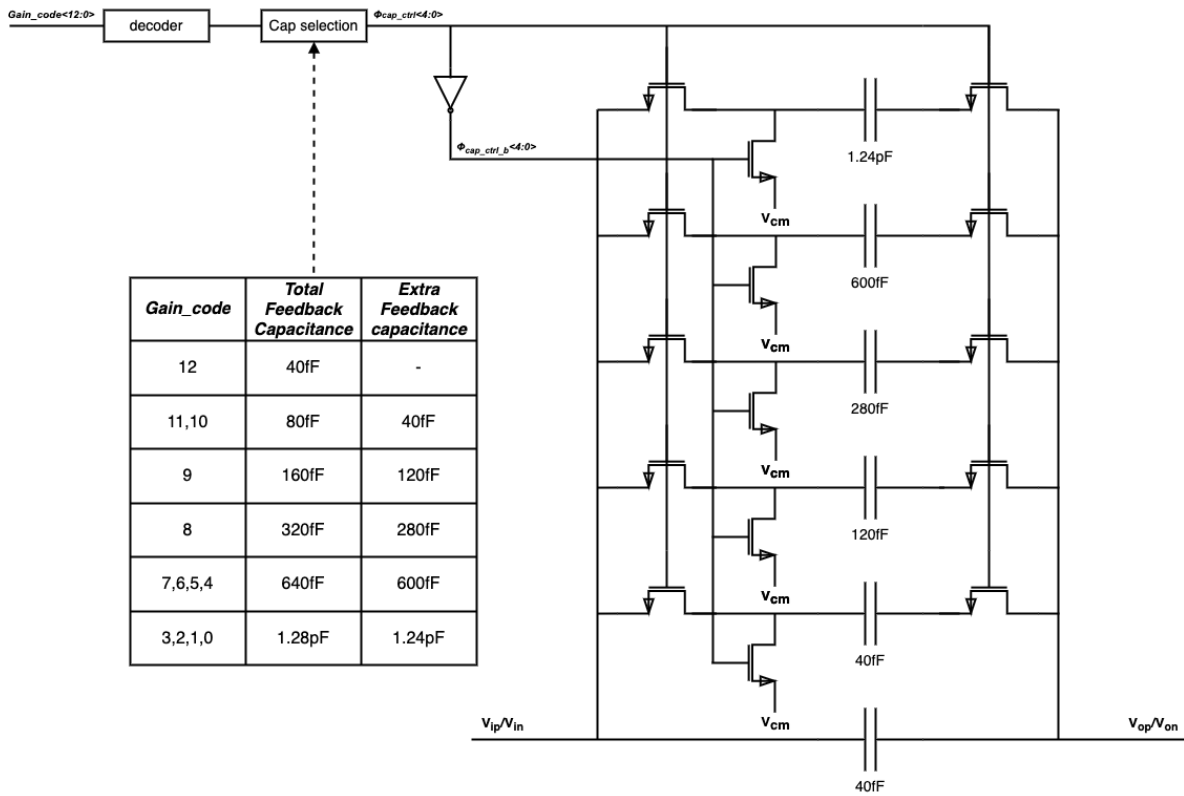 Gain_code<12:0>
decoder
Cap selection
Φcap_ctrl<4:0>
Φcap_ctrl_b<4:0>
1.24pF
Vcm
600fF
Vcm
280fF
Vcm
120fF
Vcm
40fF
Vcm
Vip/Vin
Vop/Von
40fF
Gain_code
Total
Feedback
Capacitance
Extra
Feedback
capacitance
12
40fF
-
11,10
80fF
40fF
9
160fF
120fF
8
320fF
280fF
7,6,5,4
640fF
600fF
3,2,1,0
1.28pF
1.24pF